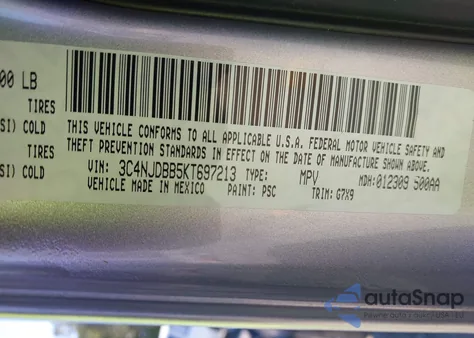 00 LB
TIRES
SI) COLD
TIRES
SI) COLD
THIS VEHICLE CONFORMS TO ALL APPLICABLE U.S.A. FEDERAL MOTOR VEHICLE SAFETY AND
THEFT PREVENTION STANDARDS IN EFFECT ON THE DATE OF MANUFACTURE SHOWN ABOVE.
VIN: 3C4NJDBB5KT697213 TYPE: MPV MDH:012309 500AA
VEHICLE MADE IN MEXICO PAINT: PSC TRIM: G7X9
autoSnap